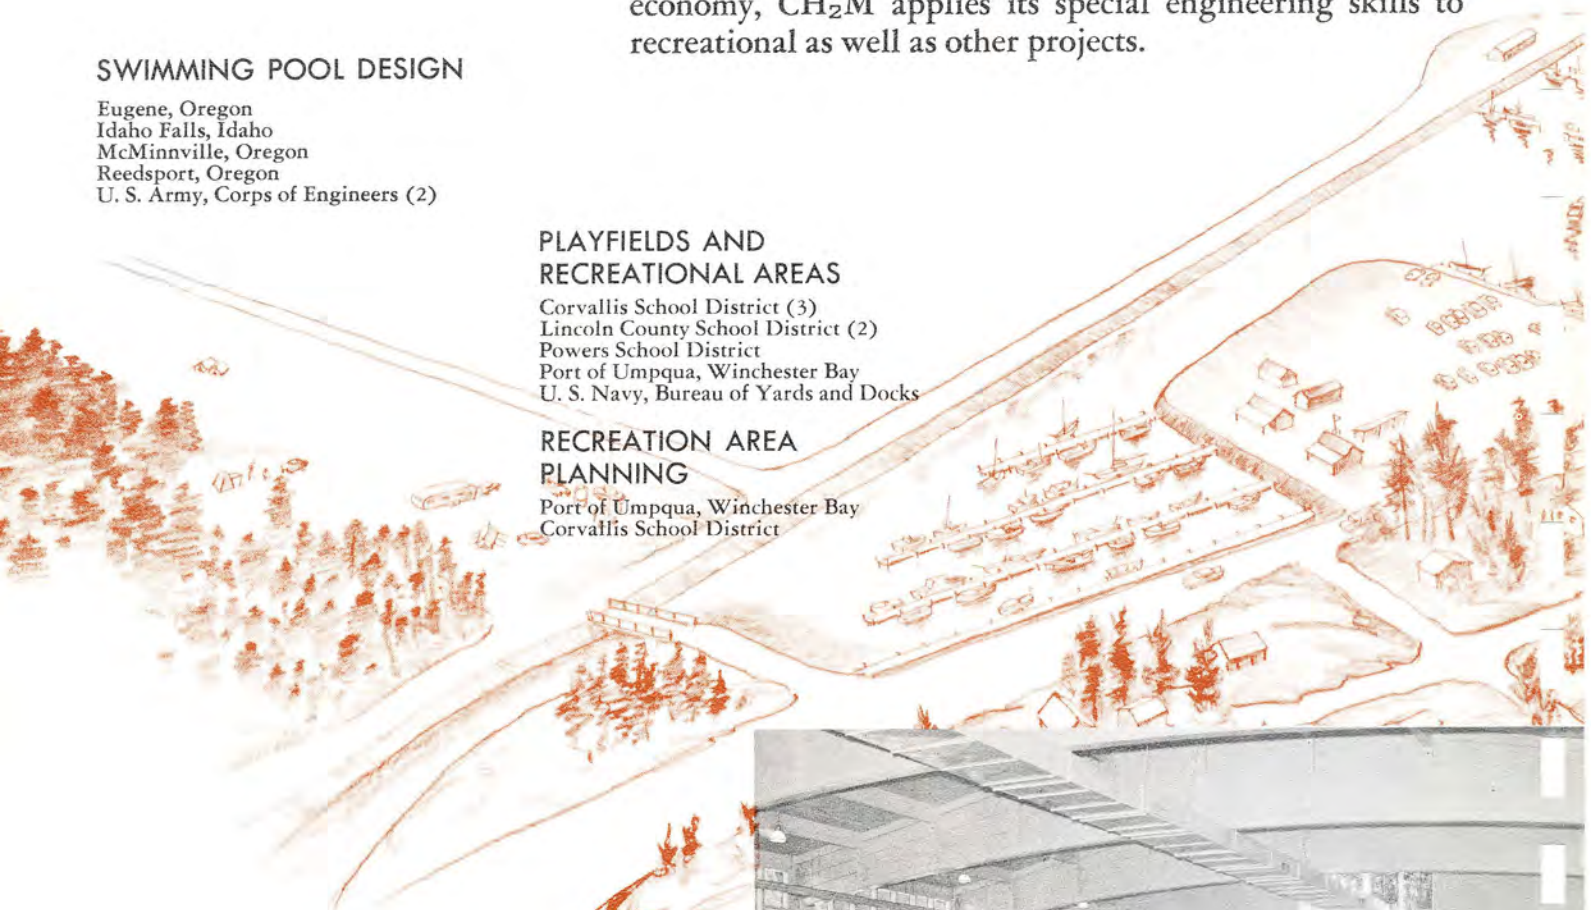 economy, CH₂M applies its special engineering skills to
recreational as well as other projects.
SWIMMING POOL DESIGN
Eugene, Oregon
Idaho Falls, Idaho
McMinnville, Oregon
Reedsport, Oregon
U. S. Army, Corps of Engineers (2)
PLAYFIELDS AND
RECREATIONAL AREAS
Corvallis School District (3)
Lincoln County School District (2)
Powers School District
Port of Umpqua, Winchester Bay
U. S. Navy, Bureau of Yards and Docks
RECREATION AREA
PLANNING
Port of Umpqua, Winchester Bay
Corvallis School District